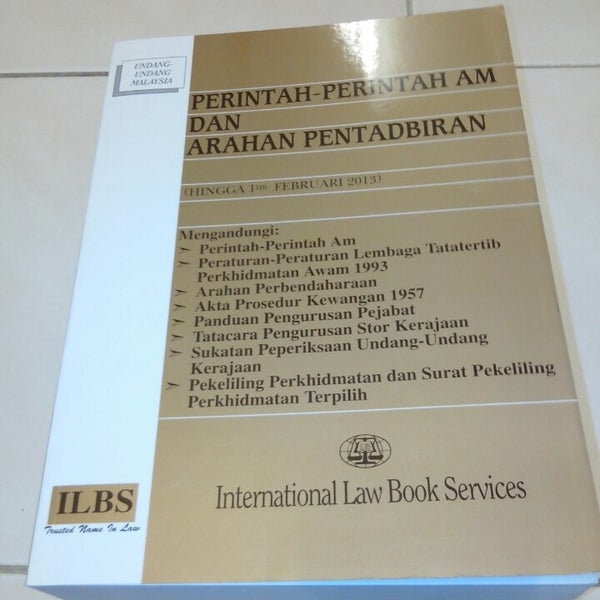 UNDANG-
UNDANG
MALAYSIA
PERINTAH-PERINTAH AM
DAN
ARAHAN PENTADBIRAN
(HINGGA 1HB FEBRUARI 2013)
Mengandungi:
➤ Perintah-Perintah Am
➤ Peraturan-Peraturan Lembaga Tatatertib
Perkhidmatan Awam 1993
➤ Arahan Perbendaharaan
➤ Akta Prosedur Kewangan 1957
➤ Panduan Pengurusan Pejabat
➤ Tatacara Pengurusan Stor Kerajaan
➤ Sukatan Peperiksaan Undang-Undang
Kerajaan
➤ Pekeliling Perkhidmatan dan Surat Pekeliling
Perkhidmatan Terpilih
International Law Book Services
ILBS
Trusted Name In Law